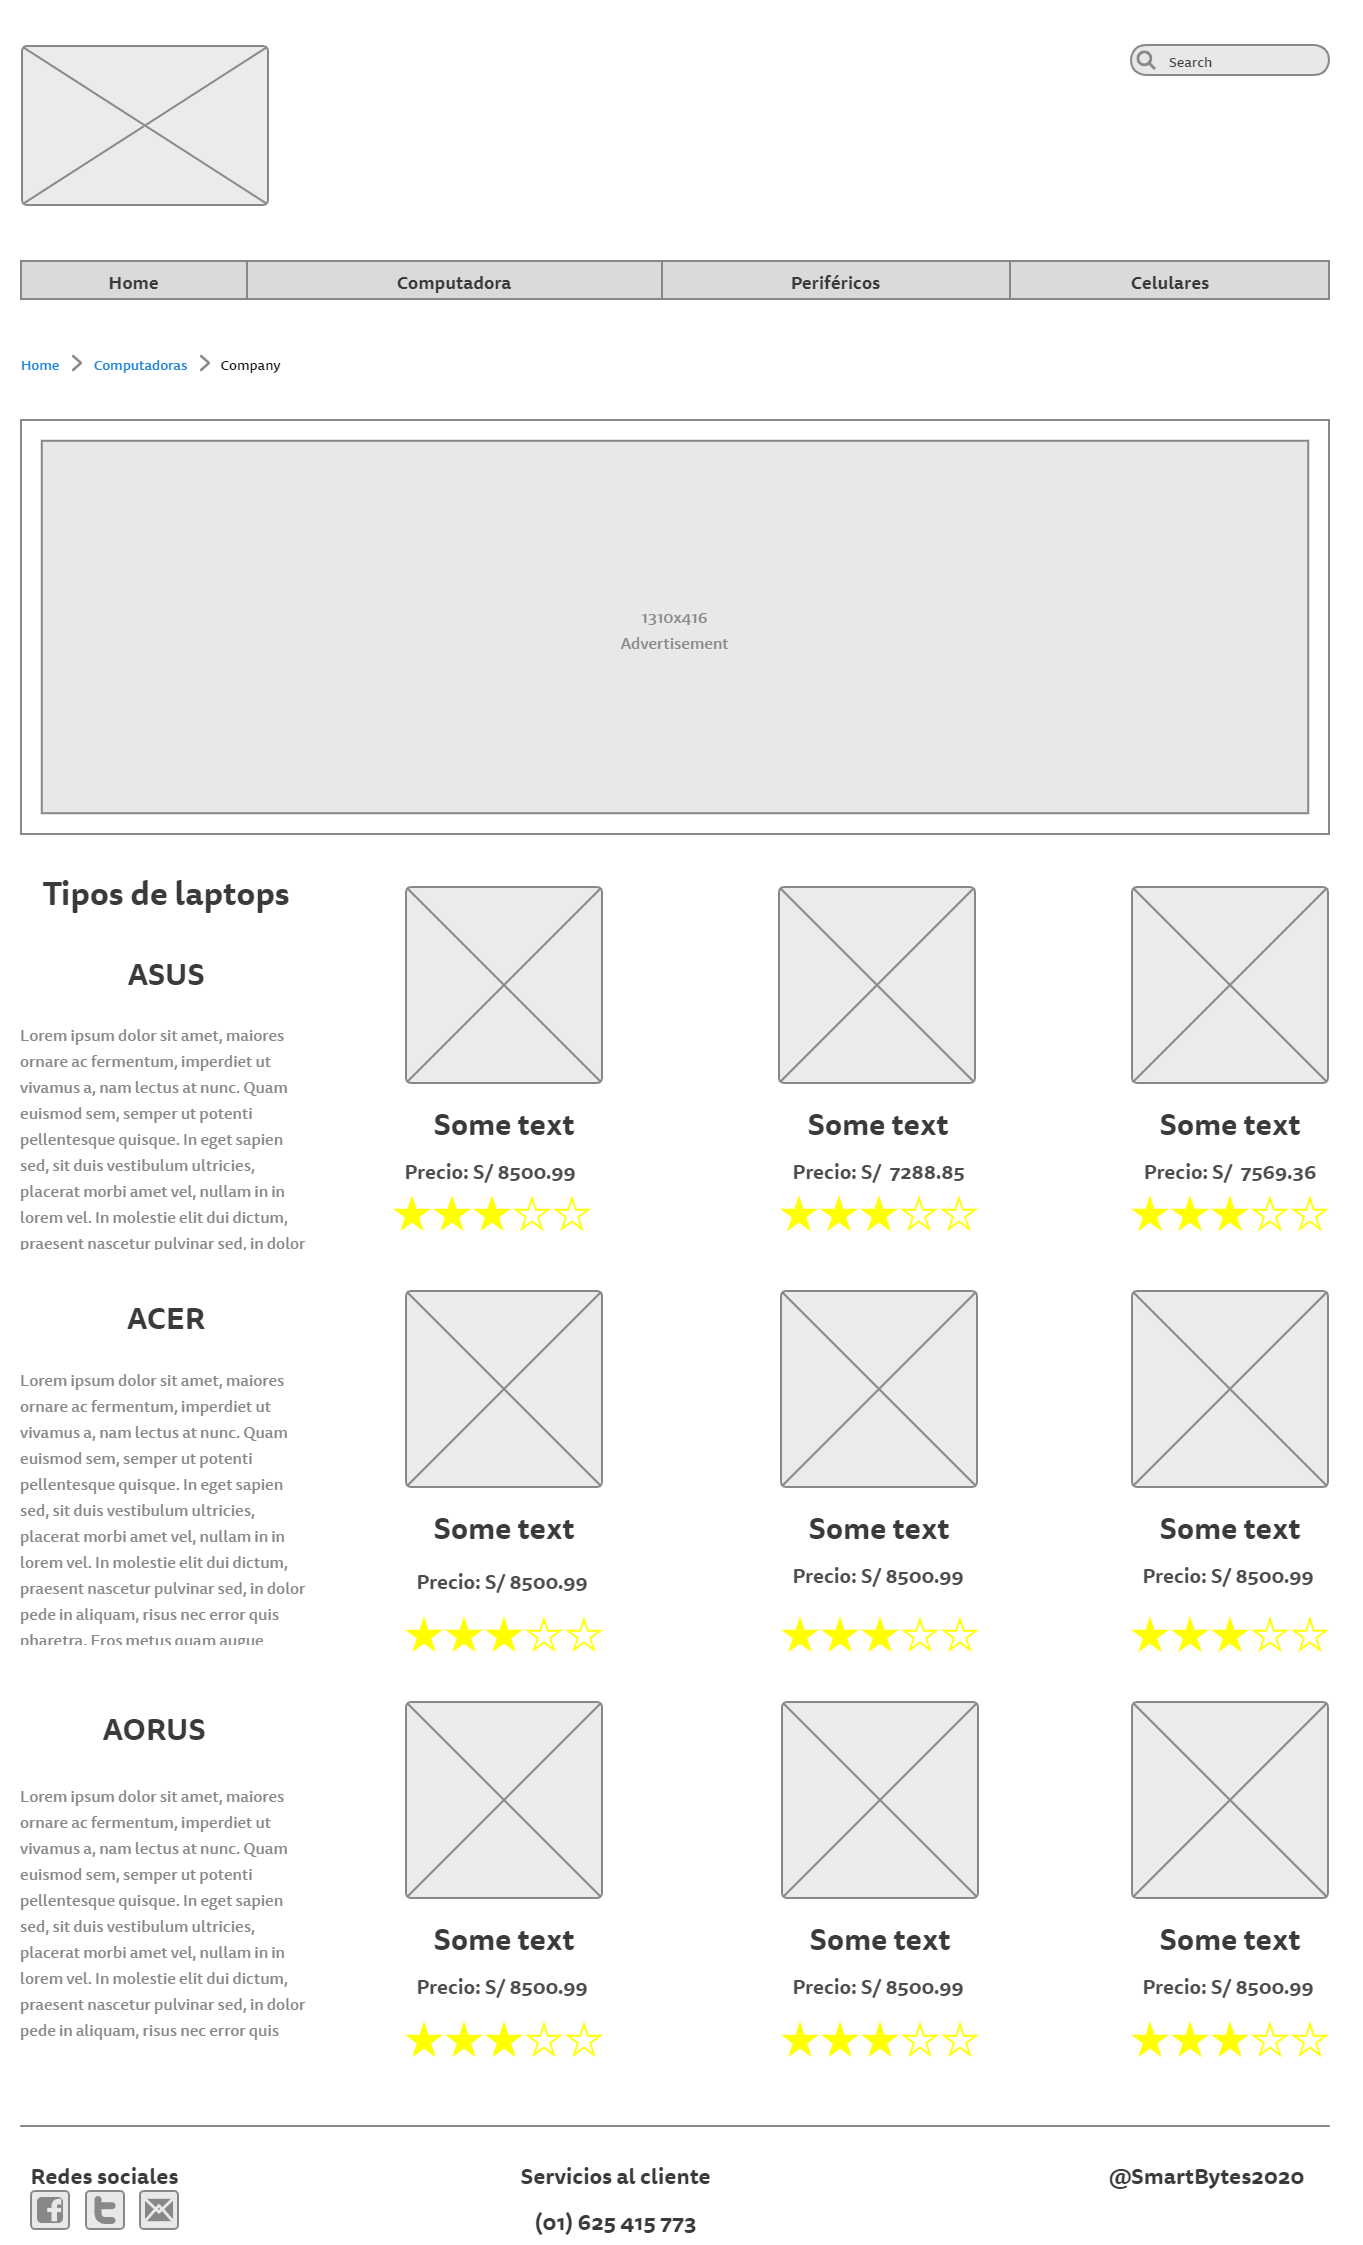 Search
Home
Computadora
Periféricos
Celulares
Home
Computadoras
Company
1310x416
Advertisement
Tipos de laptops
ASUS
Lorem ipsum dolor sit amet, maiores
ornare ac fermentum, imperdiet ut
vivamus a, nam lectus at nunc. Quam
euismod sem, semper ut potenti
pellentesque quisque. In eget sapien
sed, sit duis vestibulum ultricies,
placerat morbi amet vel, nullam in in
lorem vel. In molestie elit dui dictum,
praesent nascetur pulvinar sed, in dolor
Some text
Precio: S/ 8500.99
Some text
Precio: S/ 7288.85
Some text
Precio: S/ 7569.36
ACER
Lorem ipsum dolor sit amet, maiores
ornare ac fermentum, imperdiet ut
vivamus a, nam lectus at nunc. Quam
euismod sem, semper ut potenti
pellentesque quisque. In eget sapien
sed, sit duis vestibulum ultricies,
placerat morbi amet vel, nullam in in
lorem vel. In molestie elit dui dictum,
praesent nascetur pulvinar sed, in dolor
pede in aliquam, risus nec error quis
pharetra. Eros metus quam augue
Some text
Precio: S/ 8500.99
Some text
Precio: S/ 8500.99
Some text
Precio: S/ 8500.99
AORUS
Lorem ipsum dolor sit amet, maiores
ornare ac fermentum, imperdiet ut
vivamus a, nam lectus at nunc. Quam
euismod sem, semper ut potenti
pellentesque quisque. In eget sapien
sed, sit duis vestibulum ultricies,
placerat morbi amet vel, nullam in in
lorem vel. In molestie elit dui dictum,
praesent nascetur pulvinar sed, in dolor
pede in aliquam, risus nec error quis
Some text
Precio: S/ 8500.99
Some text
Precio: S/ 8500.99
Some text
Precio: S/ 8500.99
Redes sociales
Servicios al cliente
(01) 625 415 773
@SmartBytes2020